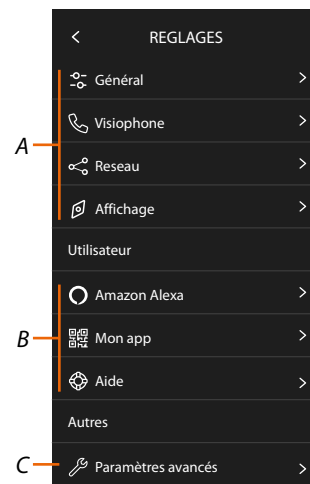 < REGLAGES
Général >
A
Visiophone >
Reseau >
Affichage >
Utilisateur
Amazon Alexa >
B
Mon app >
Aide >
Autres
C
Paramètres avancés >